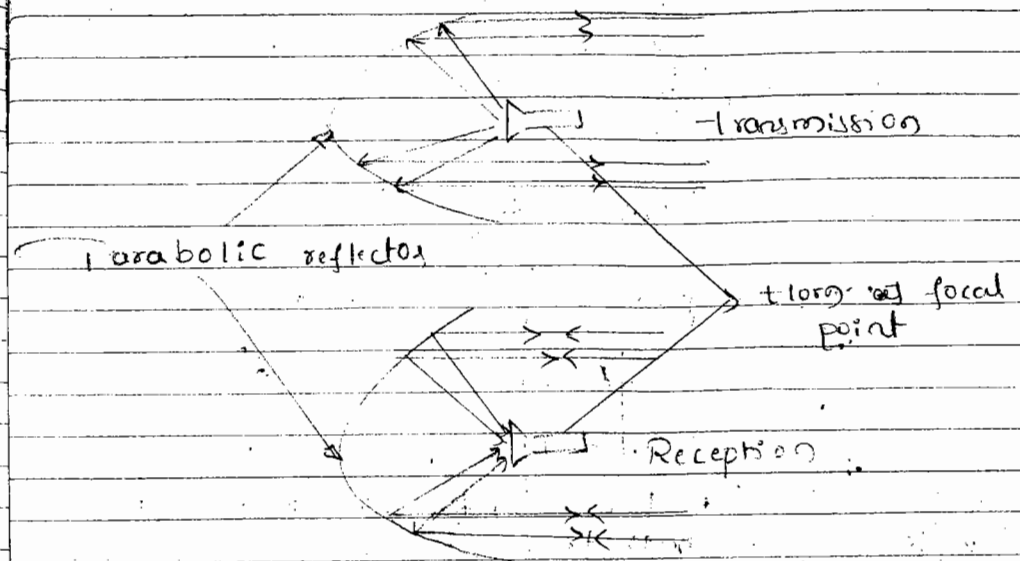 Transmission
Parabolic reflector
Horn at focal
point
Reception